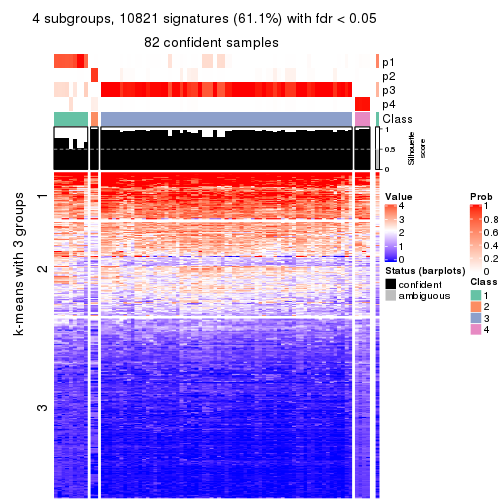 4 subgroups, 10821 signatures (61.1%) with fdr < 0.05
82 confident samples
p1
p2
p3
p4
Class
1
0.5
0
Silhouette
score
k-means with 3 groups
1
2
3
Value
4
3
2
1
0
Prob
1
0.8
0.6
0.4
0.2
0
Status (barplots)
confident
ambiguous
Class
1
2
3
4